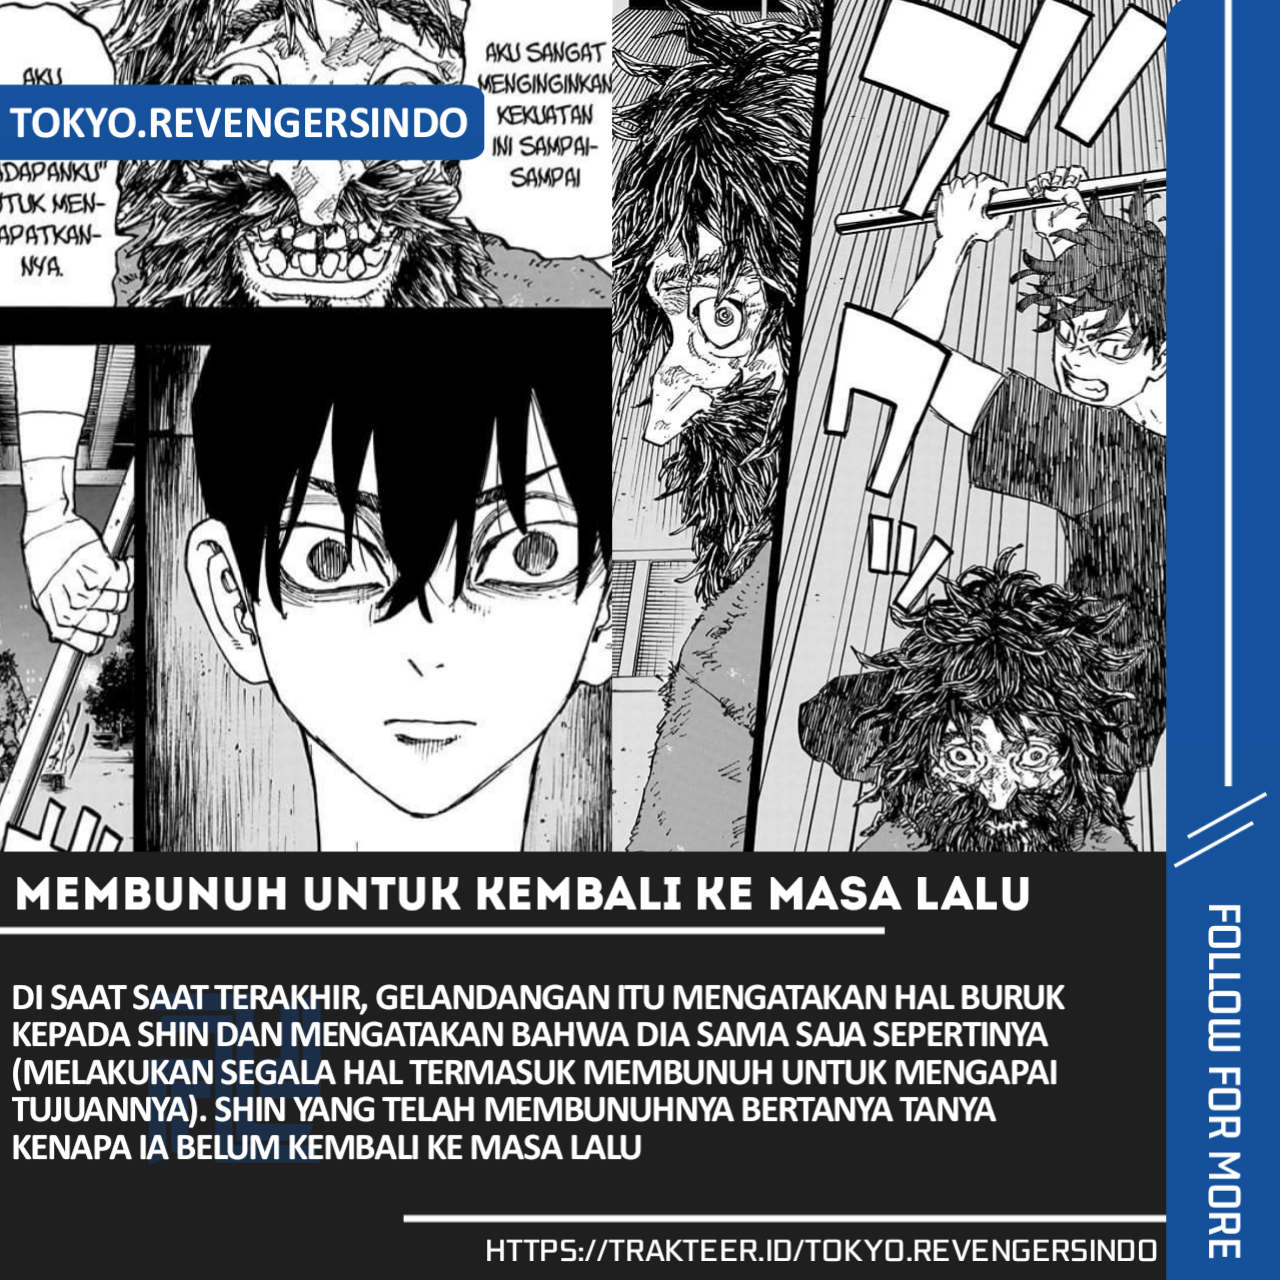 AKU
DAPANKU"
TUK MEN-
APATKAN-
NYA.
AKU SANGAT
MENGINGINKAN
KEKUATAN
INI SAMPAI-
SAMPAI
TOKYO.REVENGERSINDO
MEMBUNUH UNTUK KEMBALI KE MASA LALU
DI SAAT SAAT TERAKHIR, GELANDANGAN ITU MENGATAKAN HAL BURUK
KEPADA SHIN DAN MENGATAKAN BAHWA DIA SAMA SAJA SEPERTINYA
(MELAKUKAN SEGALA HAL TERMASUK MEMBUNUH UNTUK MENGAPAI
TUJUANNYA). SHIN YANG TELAH MEMBUNUHNYA BERTANYA TANYA
KENAPA IA BELUM KEMBALI KE MASA LALU
HTTPS://TRAKTEER.ID/TOKYO.REVENGERSINDO
FOLLOW FOR MORE